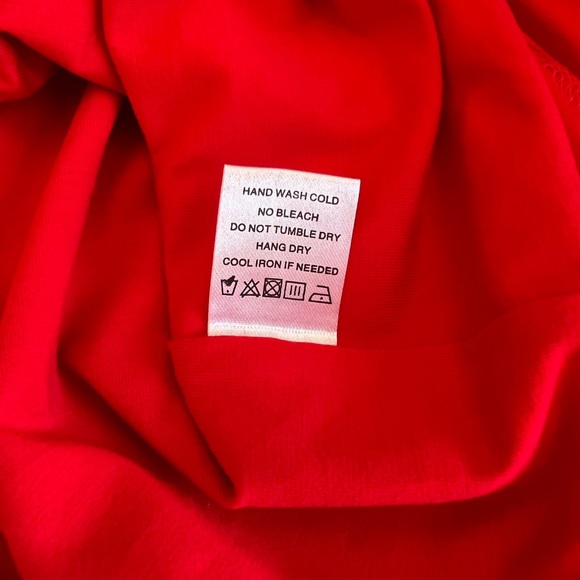 HAND WASH COLD
NO BLEACH
DO NOT TUMBLE DRY
HANG DRY
COOL IRON IF NEEDED